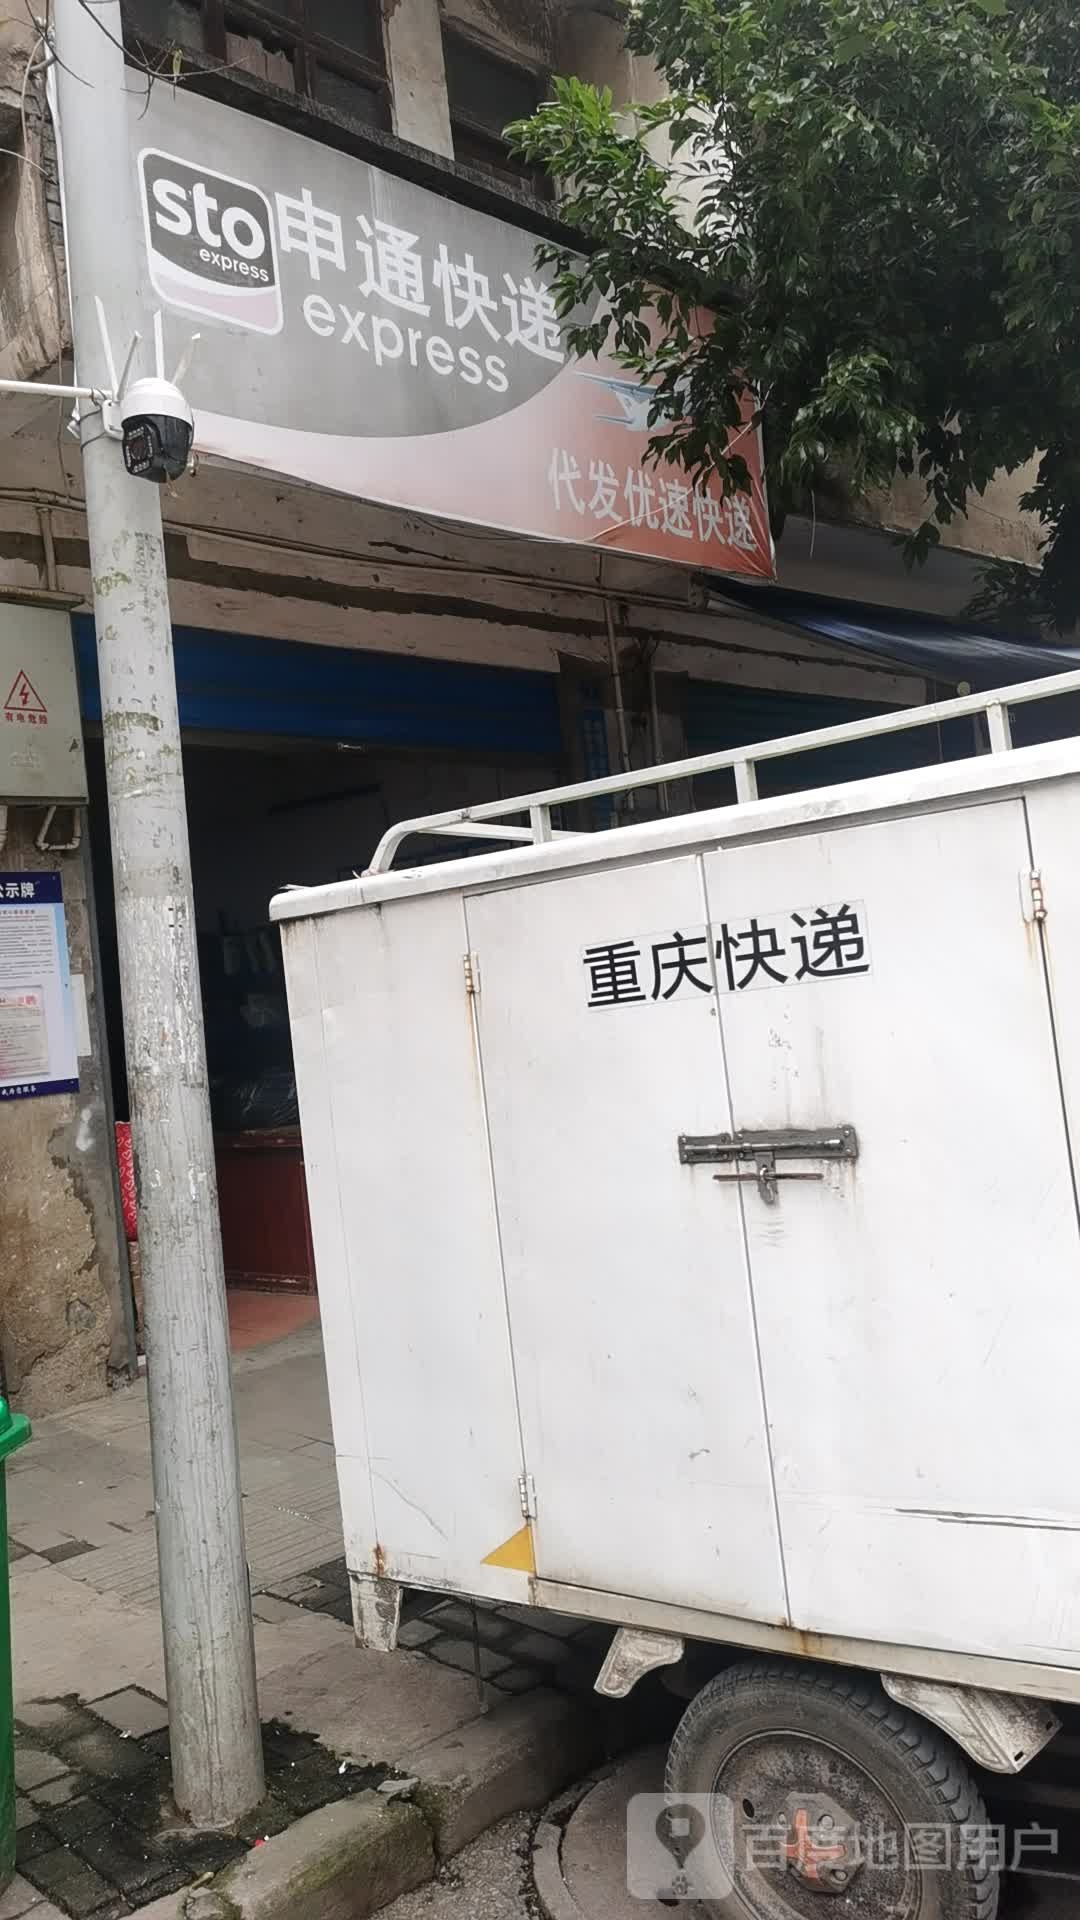 sto
express
申通快递
express
代发优速快递
有电危险
公示牌
重庆快递
百度地图用户